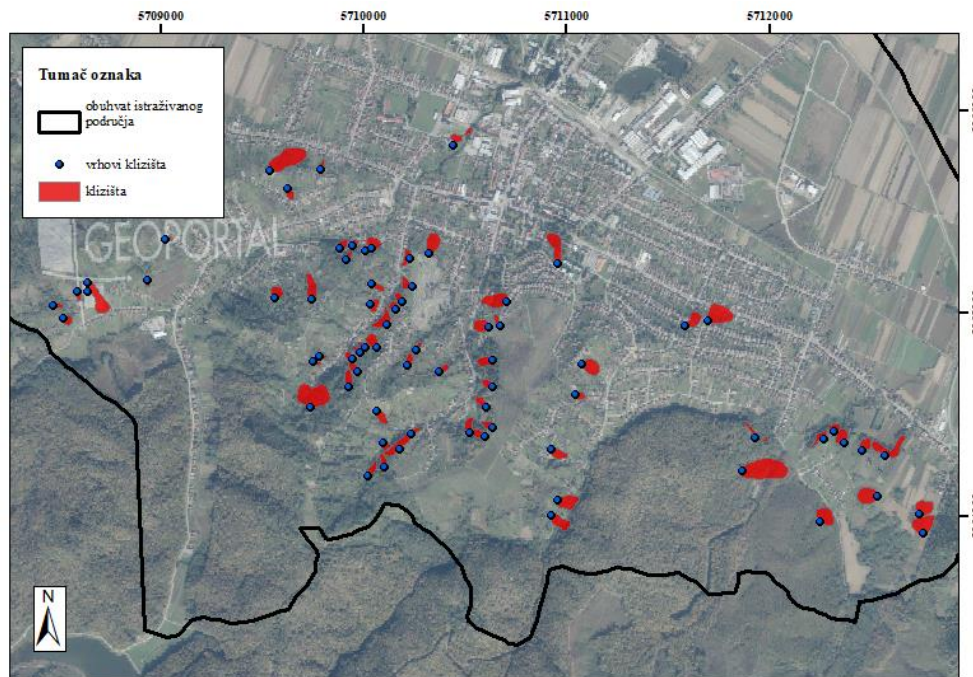 5709000 5710000 5711000 5712000
Tumač oznaka
obuhvat istraživanog
područja
vrhovi klizišta
klizišta
GEOPORTAL
N